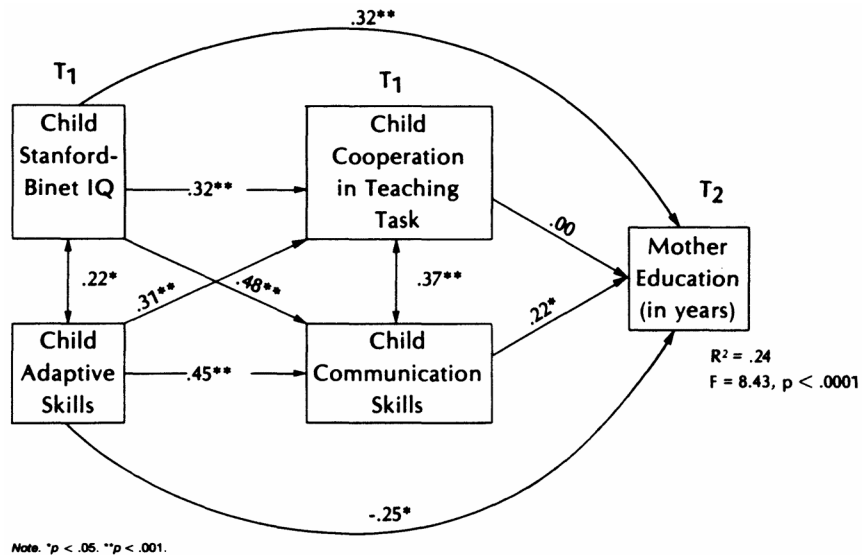 .32**
T1
T1
Child
Stanford-
Binet IQ
Child
Cooperation
in Teaching
Task
.32**
T2
.00
Mother
Education
(in years)
.22*
.31**
.48**
.37**
.22*
Child
Adaptive
Skills
.45**
Child
Communication
Skills
R² = .24
F = 8.43, p < .0001
-.25*
Note. *p < .05. **p < .001.